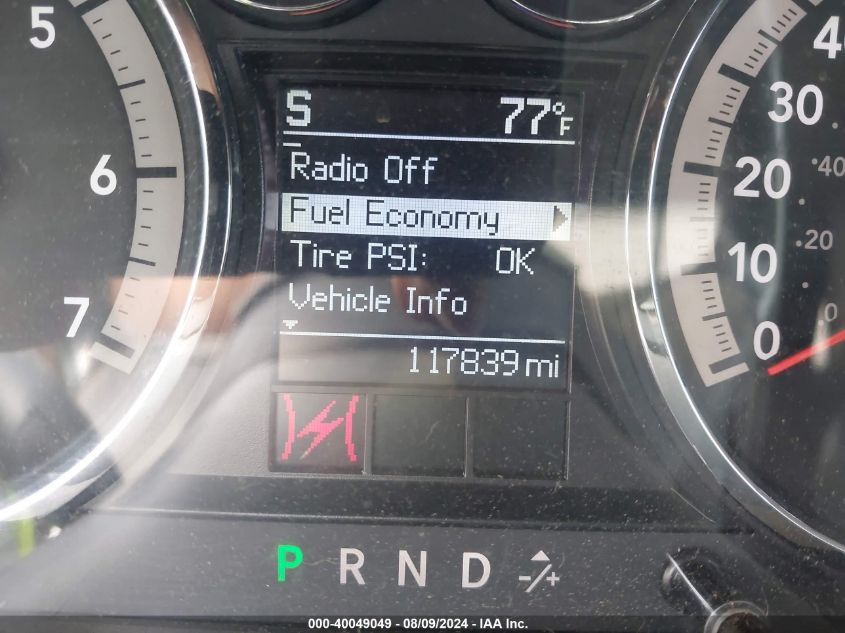 S 77°F
Radio Off
Fuel Economy
Tire PSI: OK
Vehicle Info
117839 mi
P R N D -/+
5
6
7
40
30
20
10
0
40
20
0
000-40049049 - 08/09/2024 - IAA Inc.